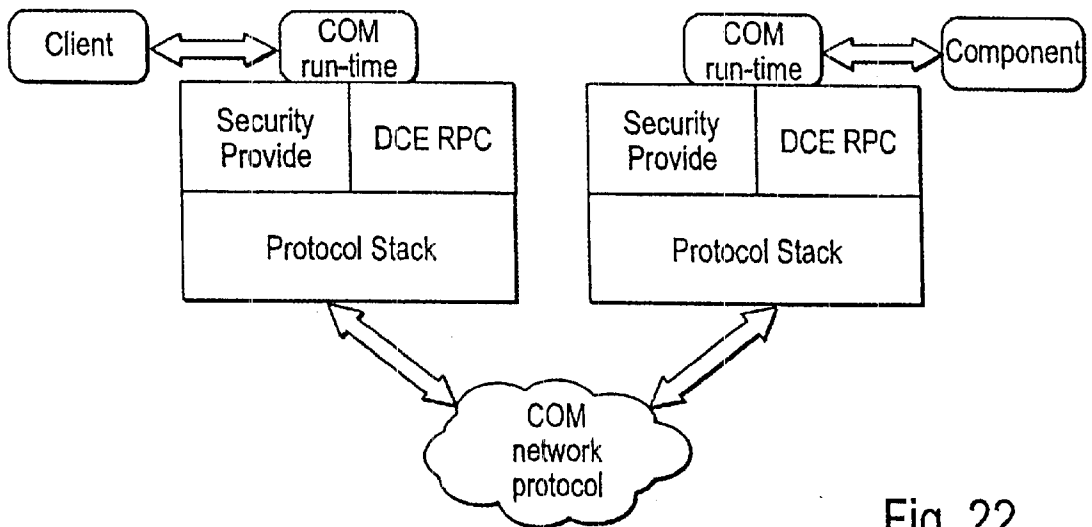 Client
COM
run-time
COM
run-time
Component
Security
Provide
DCE RPC
Security
Provide
DCE RPC
Protocol Stack
Protocol Stack
COM
network
protocol
Fig. 22